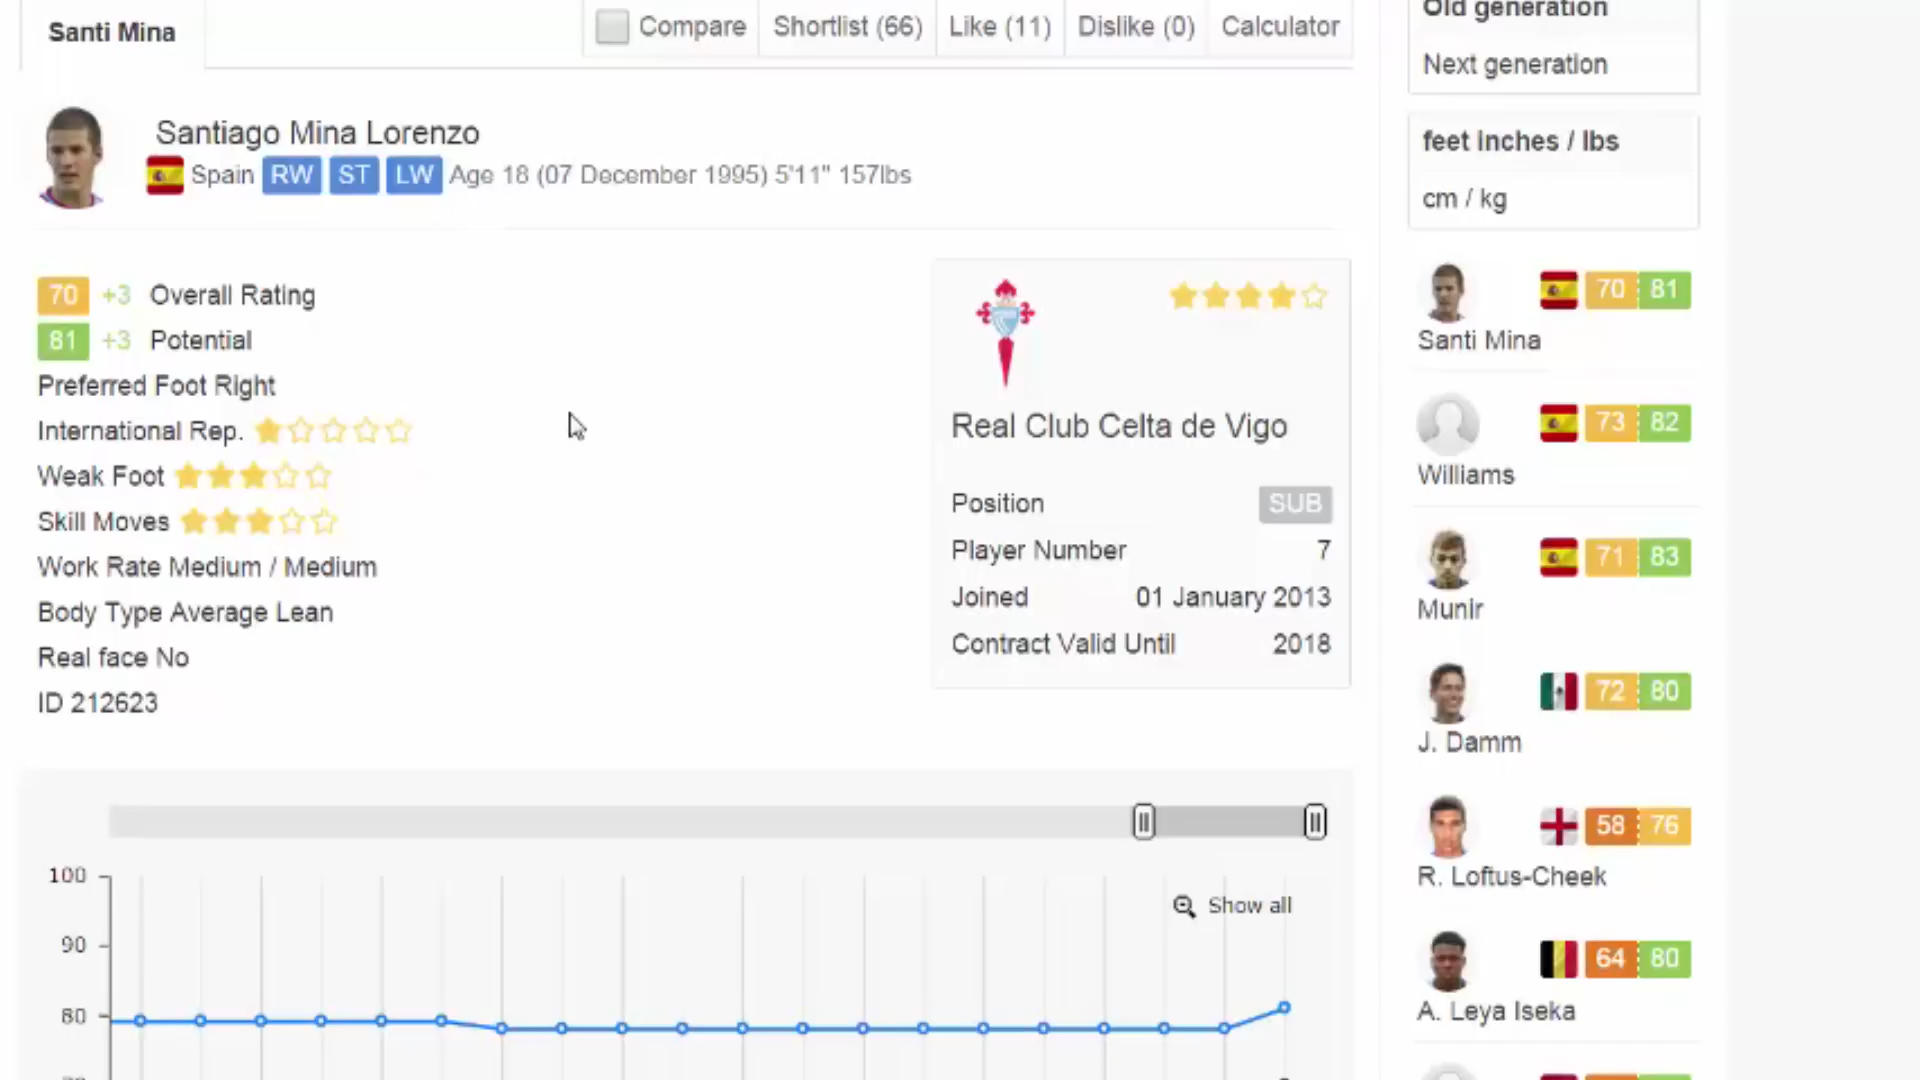 Santi Mina
Compare
Shortlist (66)
Like (11)
Dislike (0)
Calculator
Santiago Mina Lorenzo
Spain RW ST LW Age 18 (07 December 1995) 5'11" 157lbs
70 +3 Overall Rating
81 +3 Potential
Preferred Foot Right
International Rep.
Weak Foot
Skill Moves
Work Rate Medium / Medium
Body Type Average Lean
Real face No
ID 212623
Real Club Celta de Vigo
Position SUB
Player Number 7
Joined 01 January 2013
Contract Valid Until 2018
100
90
80
Show all
Old generation
Next generation
feet inches / lbs
cm / kg
70 81
Santi Mina
73 82
Williams
71 83
Munir
72 80
J. Damm
58 76
R. Loftus-Cheek
64 80
A. Leya Iseka